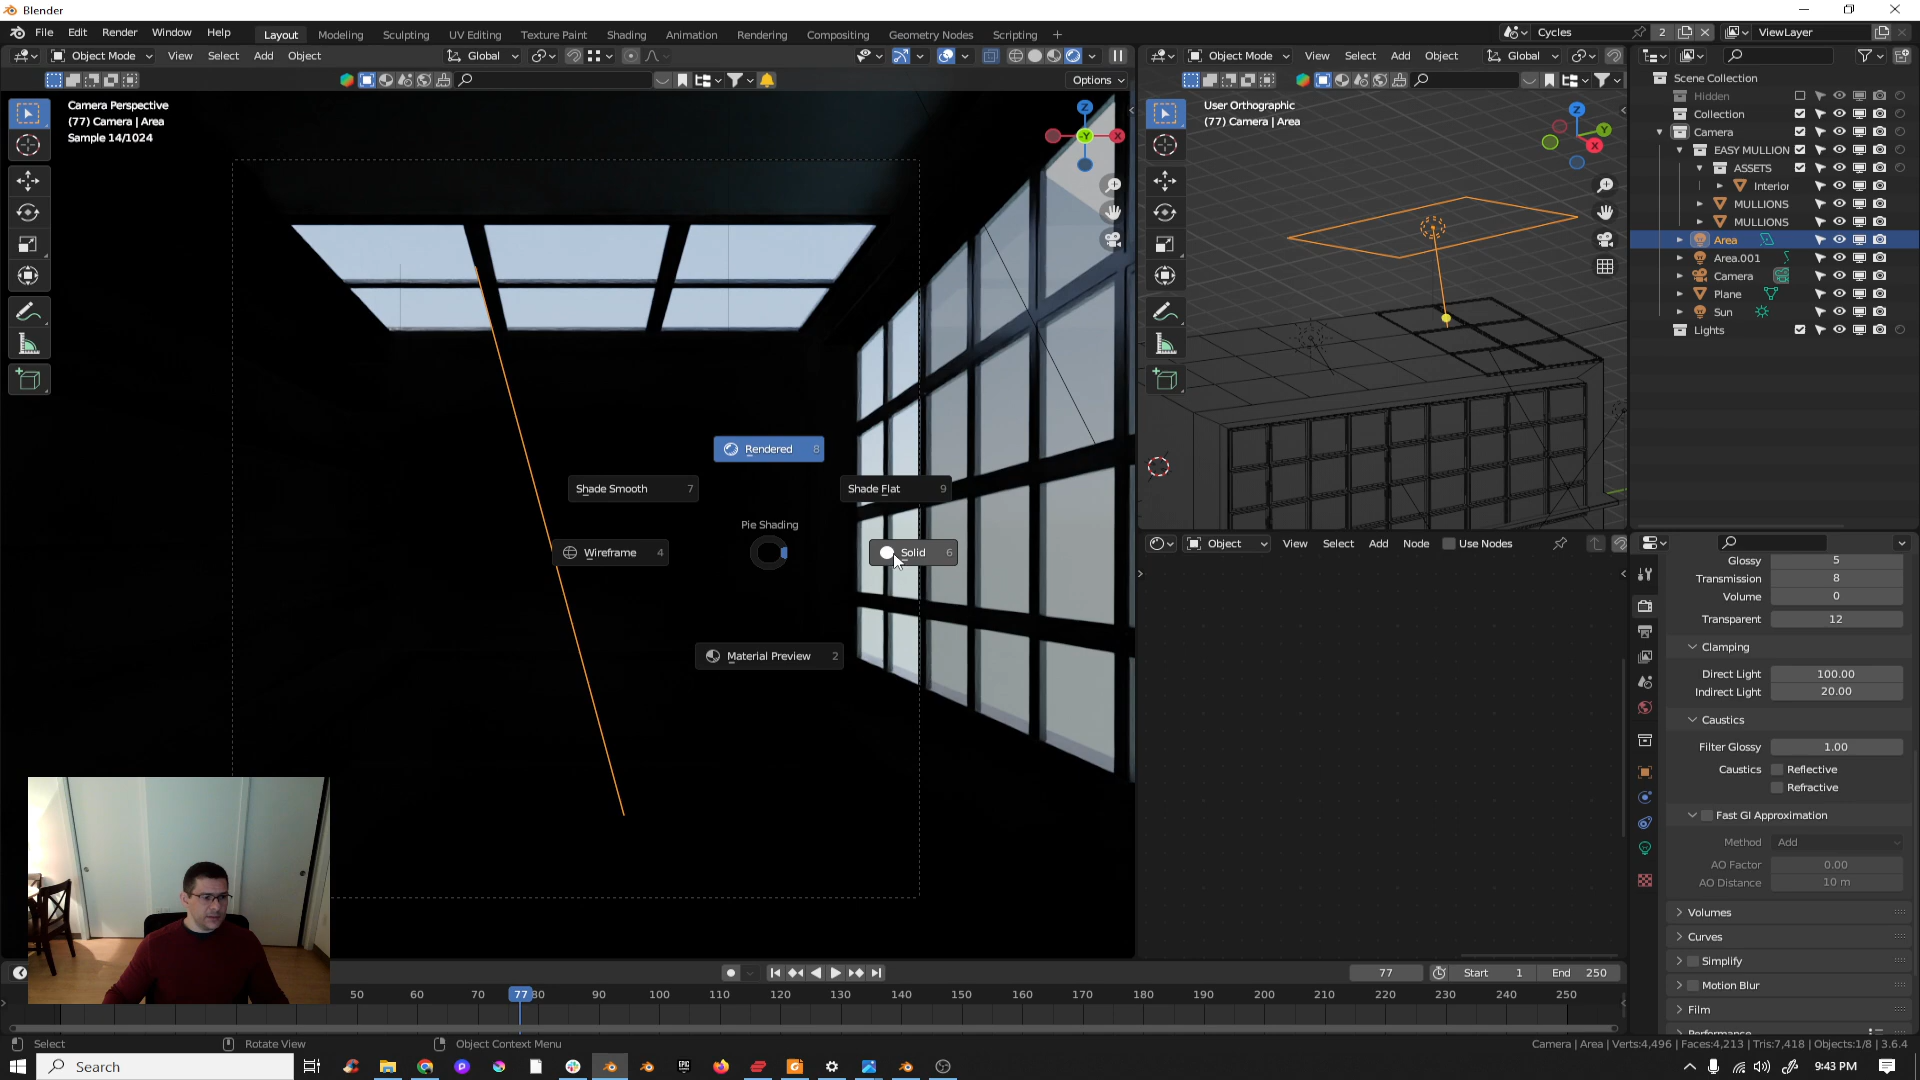 Blender
File Edit Render Window Help
Layout Modeling Sculpting UV Editing Texture Paint Shading Animation Rendering Compositing Geometry Nodes Scripting
Cycles 2 ViewLayer
Object Mode View Select Add Object Global
Object Mode View Select Add Object Global
Options
Camera Perspective
(77) Camera | Area
Sample 14/1024
Z
-Y
X
User Orthographic
(77) Camera | Area
Z
Y
X
Scene Collection
Hidden
Collection
Camera
EASY MULLION
ASSETS
Interior
MULLIONS
MULLIONS
Area
Area.001
Camera
Plane
Sun
Lights
Rendered 8
Shade Smooth 7
Shade Flat 9
Pie Shading
Wireframe 4
Solid 6
Material Preview 2
Object View Select Add Node Use Nodes
Glossy 5
Transmission 8
Volume 0
Transparent 12
Clamping
Direct Light 100.00
Indirect Light 20.00
Caustics
Filter Glossy 1.00
Caustics Reflective
Refractive
Fast GI Approximation
Method Add
AO Factor 0.00
AO Distance 10 m
Volumes
Curves
Simplify
Motion Blur
Film
Performance
77 Start 1 End 250
50 60 70 77 80 90 100 110 120 130 140 150 160 170 180 190 200 210 220 230 240 250
Select Rotate View Object Context Menu
Camera | Area | Verts:4,496 | Faces:4,213 | Tris:7,418 | Objects:1/8 | 3.6.4
Search
EPIC
9:43 PM